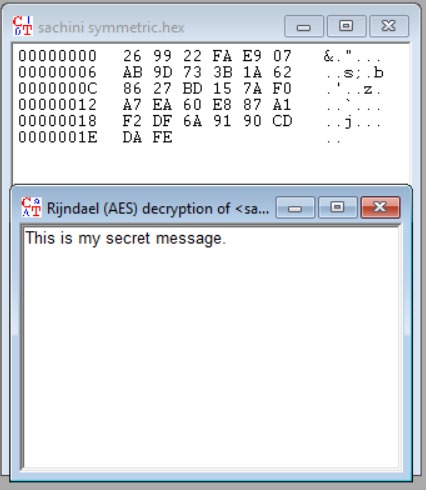 sachini symmetric.hex
00000000 26 99 22 FA E9 07 &."...
00000006 AB 9D 73 3B 1A 62 ..s;.b
0000000C 86 27 BD 15 7A F0 .'..z.
00000012 A7 EA 60 E8 87 A1 ..`...
00000018 F2 DF 6A 91 90 CD ..j...
0000001E DA FE ..
Rijndael (AES) decryption of <sa...
This is my secret message.